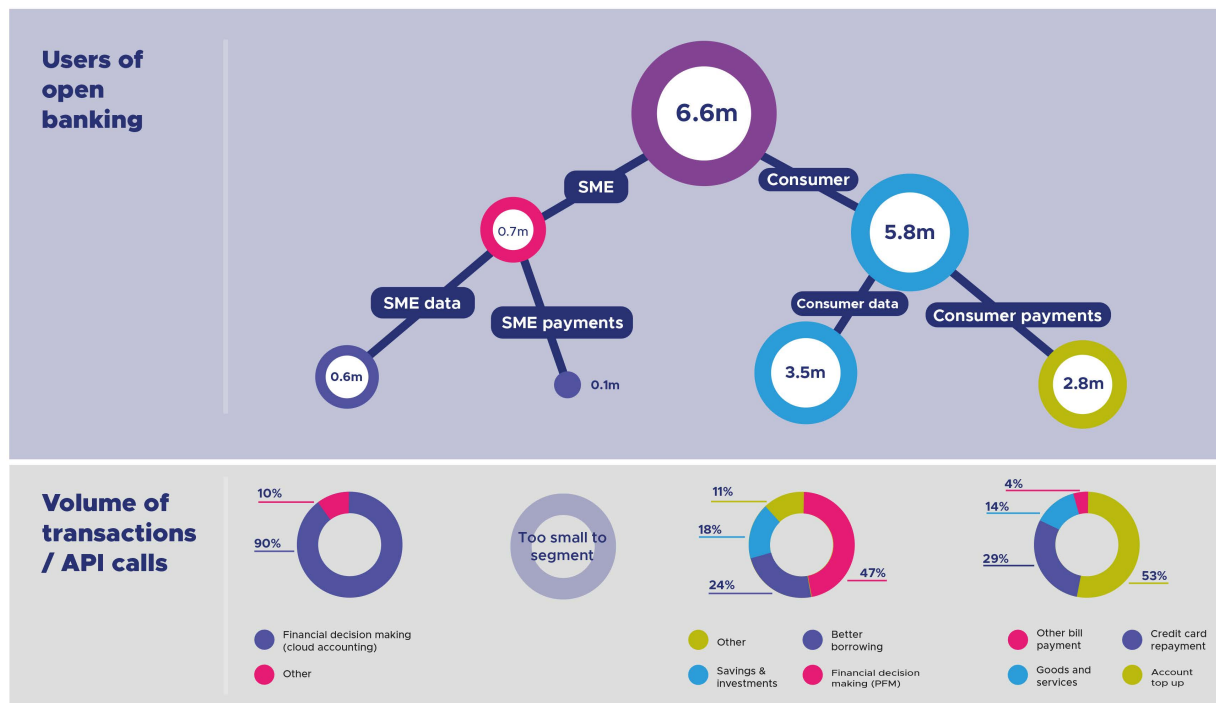 Users of
open
banking
6.6m
SME
Consumer
0.7m
5.8m
SME data
SME payments
Consumer data
Consumer payments
0.6m
0.1m
3.5m
2.8m
Volume of
transactions
/ API calls
10%
90%
Too small to
segment
11%
18%
24%
47%
4%
14%
29%
53%
Financial decision making
(cloud accounting)
Other
Other
Better
borrowing
Savings &
investments
Financial decision
making (PFM)
Other bill
payment
Credit card
repayment
Goods and
services
Account
top up